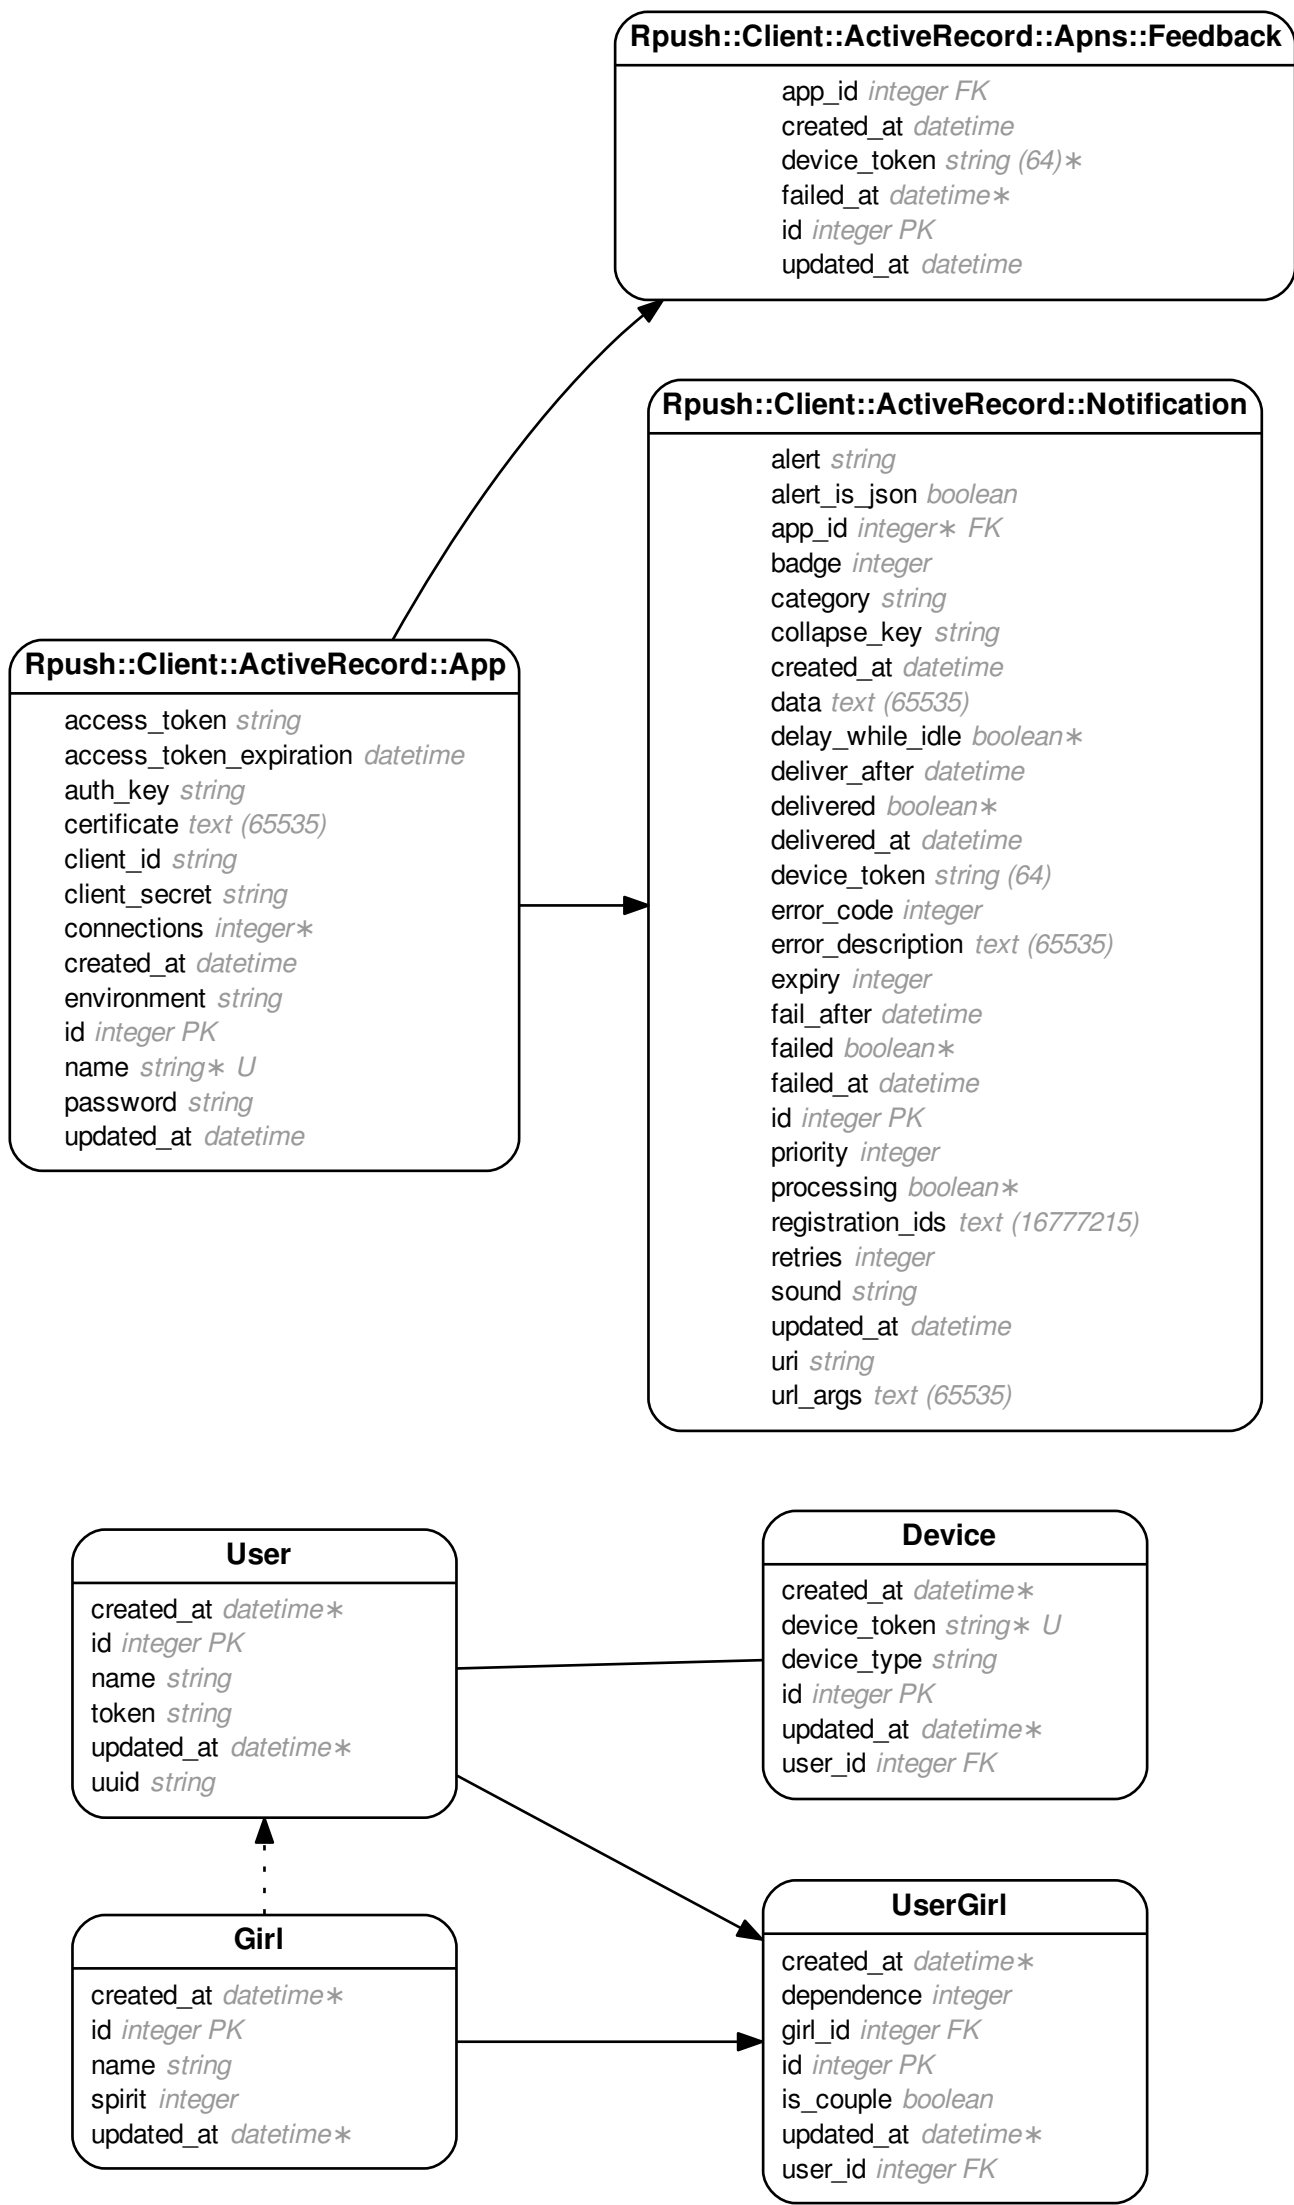 Rpush::Client::ActiveRecord::Apns::Feedback
app_id integer FK
created_at datetime
device_token string (64)∗
failed_at datetime∗
id integer PK
updated_at datetime
Rpush::Client::ActiveRecord::Notification
alert string
alert_is_json boolean
app_id integer∗ FK
badge integer
category string
collapse_key string
created_at datetime
data text (65535)
delay_while_idle boolean∗
deliver_after datetime
delivered boolean∗
delivered_at datetime
device_token string (64)
error_code integer
error_description text (65535)
expiry integer
fail_after datetime
failed boolean∗
failed_at datetime
id integer PK
priority integer
processing boolean∗
registration_ids text (16777215)
retries integer
sound string
updated_at datetime
uri string
url_args text (65535)
Rpush::Client::ActiveRecord::App
access_token string
access_token_expiration datetime
auth_key string
certificate text (65535)
client_id string
client_secret string
connections integer∗
created_at datetime
environment string
id integer PK
name string∗ U
password string
updated_at datetime
User
created_at datetime∗
id integer PK
name string
token string
updated_at datetime∗
uuid string
Device
created_at datetime∗
device_token string∗ U
device_type string
id integer PK
updated_at datetime∗
user_id integer FK
Girl
created_at datetime∗
id integer PK
name string
spirit integer
updated_at datetime∗
UserGirl
created_at datetime∗
dependence integer
girl_id integer FK
id integer PK
is_couple boolean
updated_at datetime∗
user_id integer FK